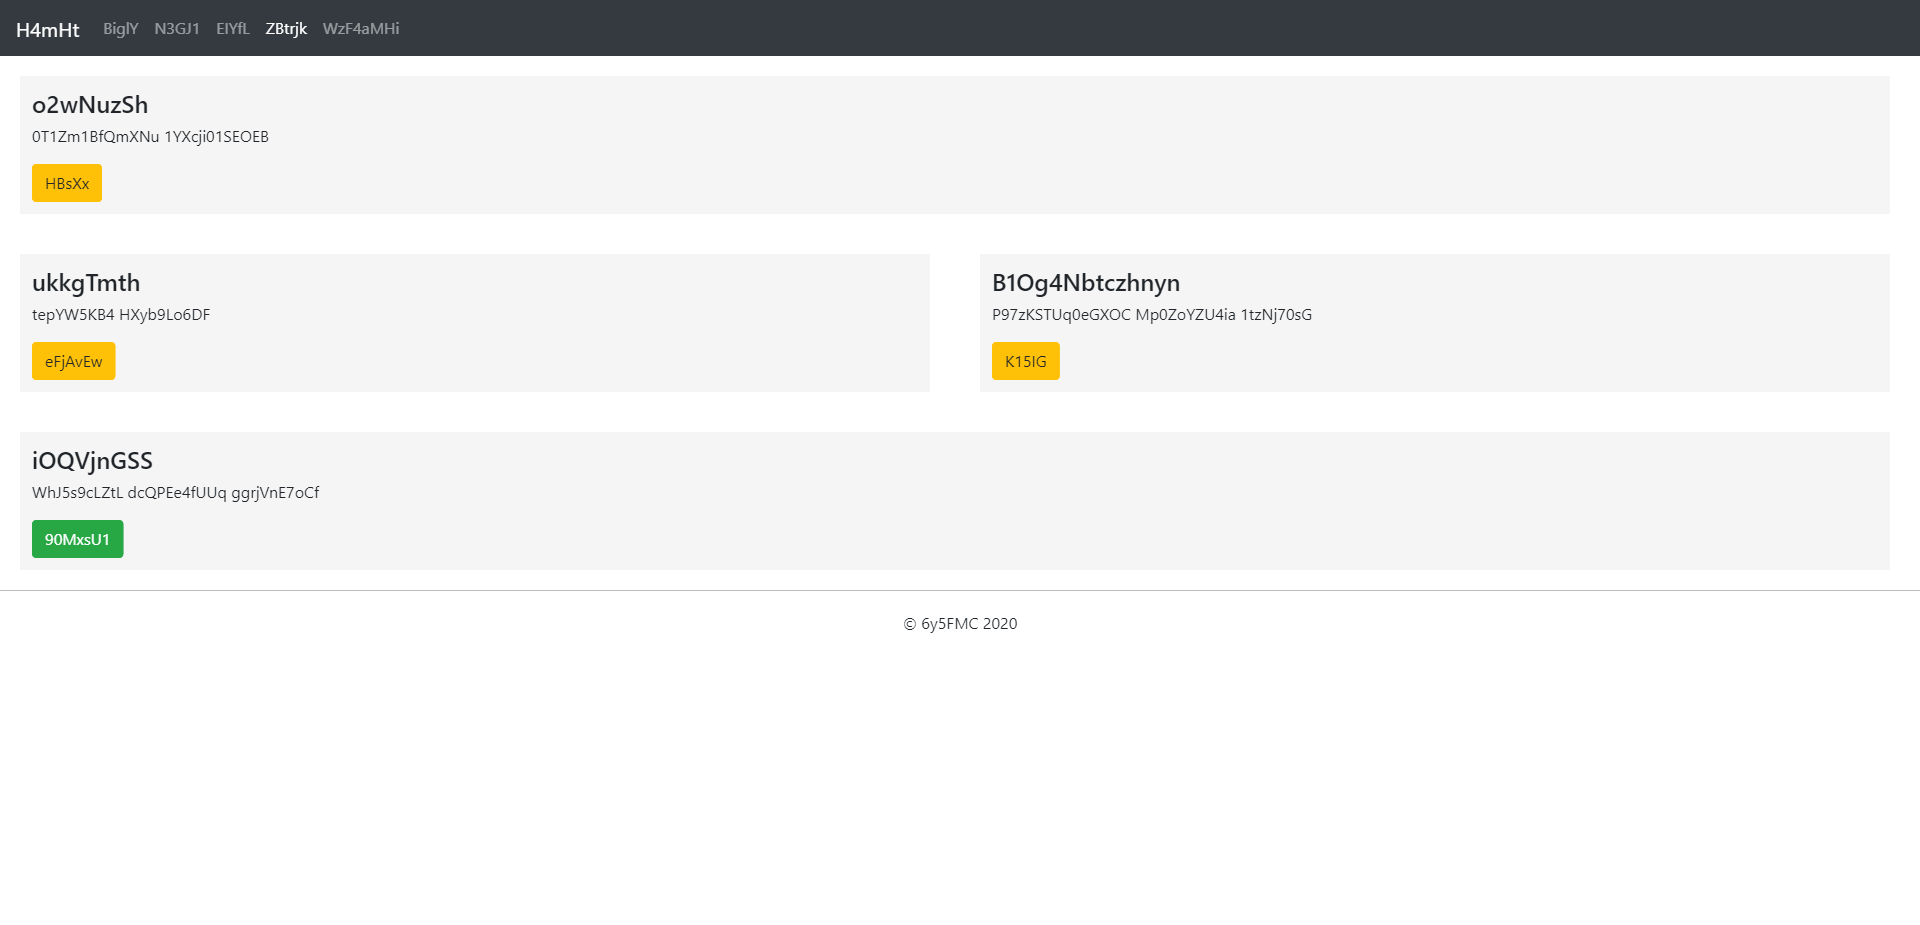 H4mHt BiglY N3GJ1 EIYfL ZBtrjk WzF4aMHi
o2wNuzSh
0T1Zm1BfQmXNu 1YXcji01SEOEB
HBsXx
ukkgTmth
tepYW5KB4 HXyb9Lo6DF
eFjAvEw
B1Og4Nbtczhnyn
P97zKSTUq0eGXOC Mp0ZoYZU4ia 1tzNj70sG
K15IG
iOQVjnGSS
WhJ5s9cLZtL dcQPEe4fUUq ggrjVnE7oCf
90MxsU1
© 6y5FMC 2020